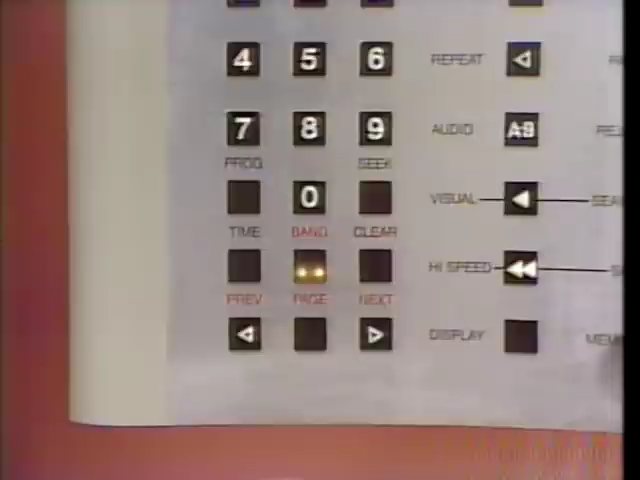 4 5 6 REPEAT
7 8 9 AUDIO AB
PROG SEEK
0 VISUAL
TIME BAND CLEAR
HI SPEED
PREV PAGE NEXT
DISPLAY